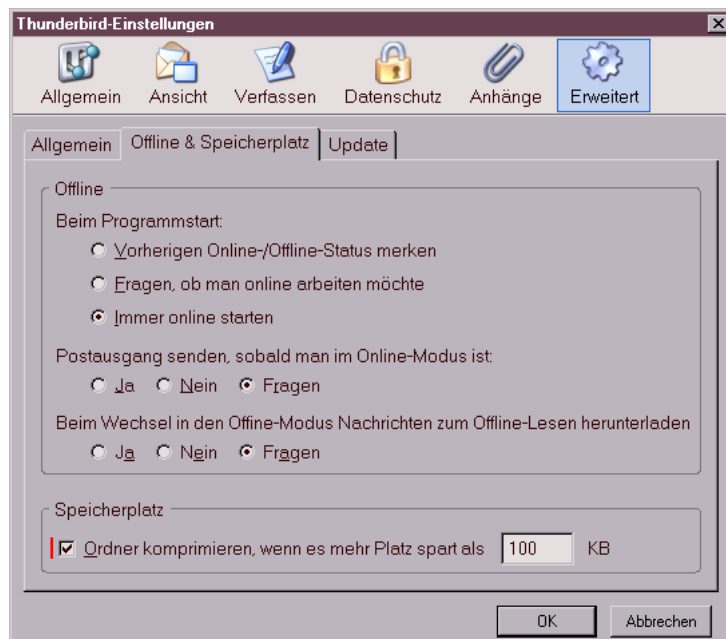 Thunderbird-Einstellungen
Allgemein Ansicht Verfassen Datenschutz Anhänge Erweitert
Allgemein Offline & Speicherplatz Update
Offline
Beim Programmstart:
Vorherigen Online-/Offline-Status merken
Fragen, ob man online arbeiten möchte
Immer online starten
Postausgang senden, sobald man im Online-Modus ist:
Ja Nein Fragen
Beim Wechsel in den Offine-Modus Nachrichten zum Offline-Lesen herunterladen
Ja Nein Fragen
Speicherplatz
Ordner komprimieren, wenn es mehr Platz spart als 100 KB
OK Abbrechen